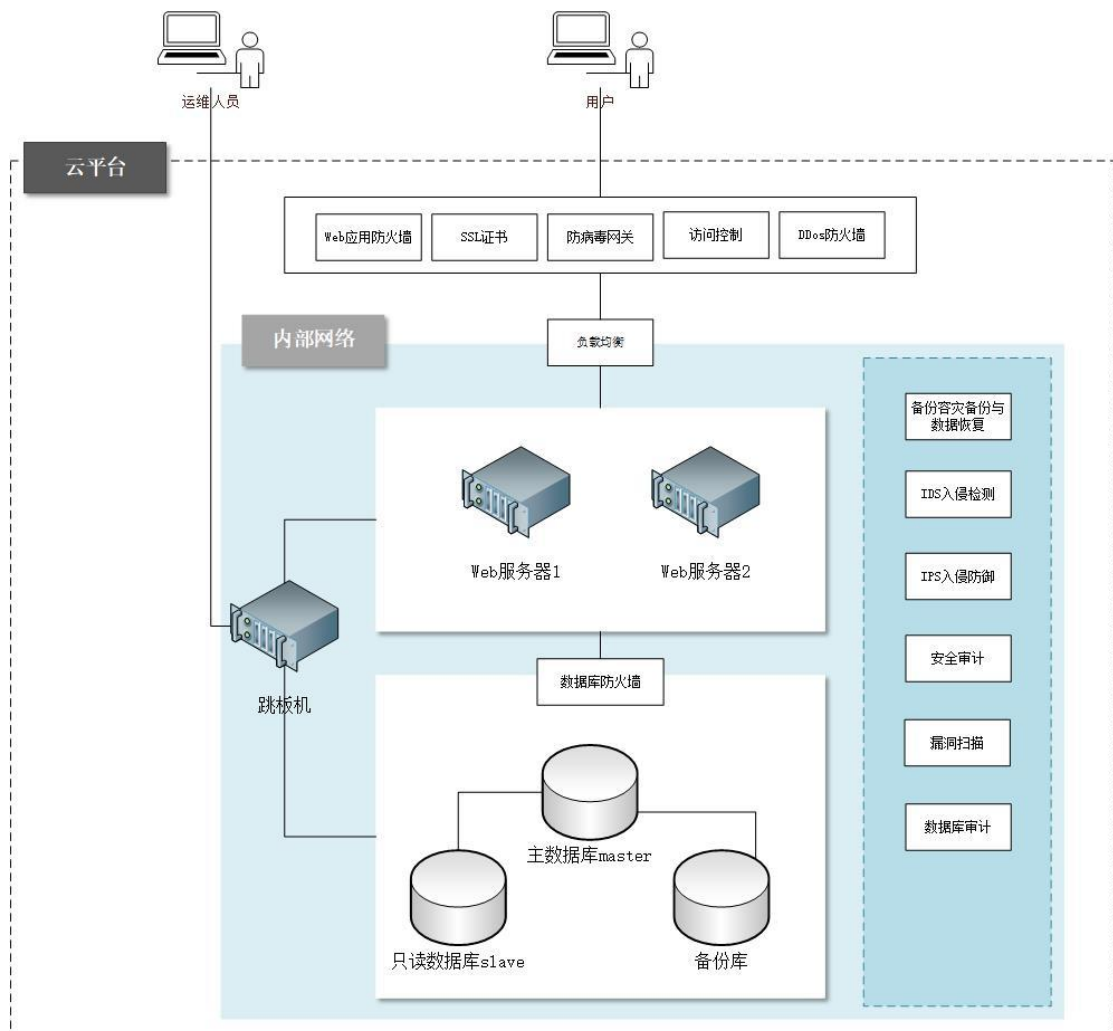 运维人员
用户
云平台
Web应用防火墙
SSL证书
防病毒网关
访问控制
DDos防火墙
内部网络
负载均衡
备份容灾备份与
数据恢复
IDS入侵检测
IPS入侵防御
安全审计
漏洞扫描
数据库审计
Web服务器1
Web服务器2
跳板机
数据库防火墙
主数据库master
只读数据库slave
备份库